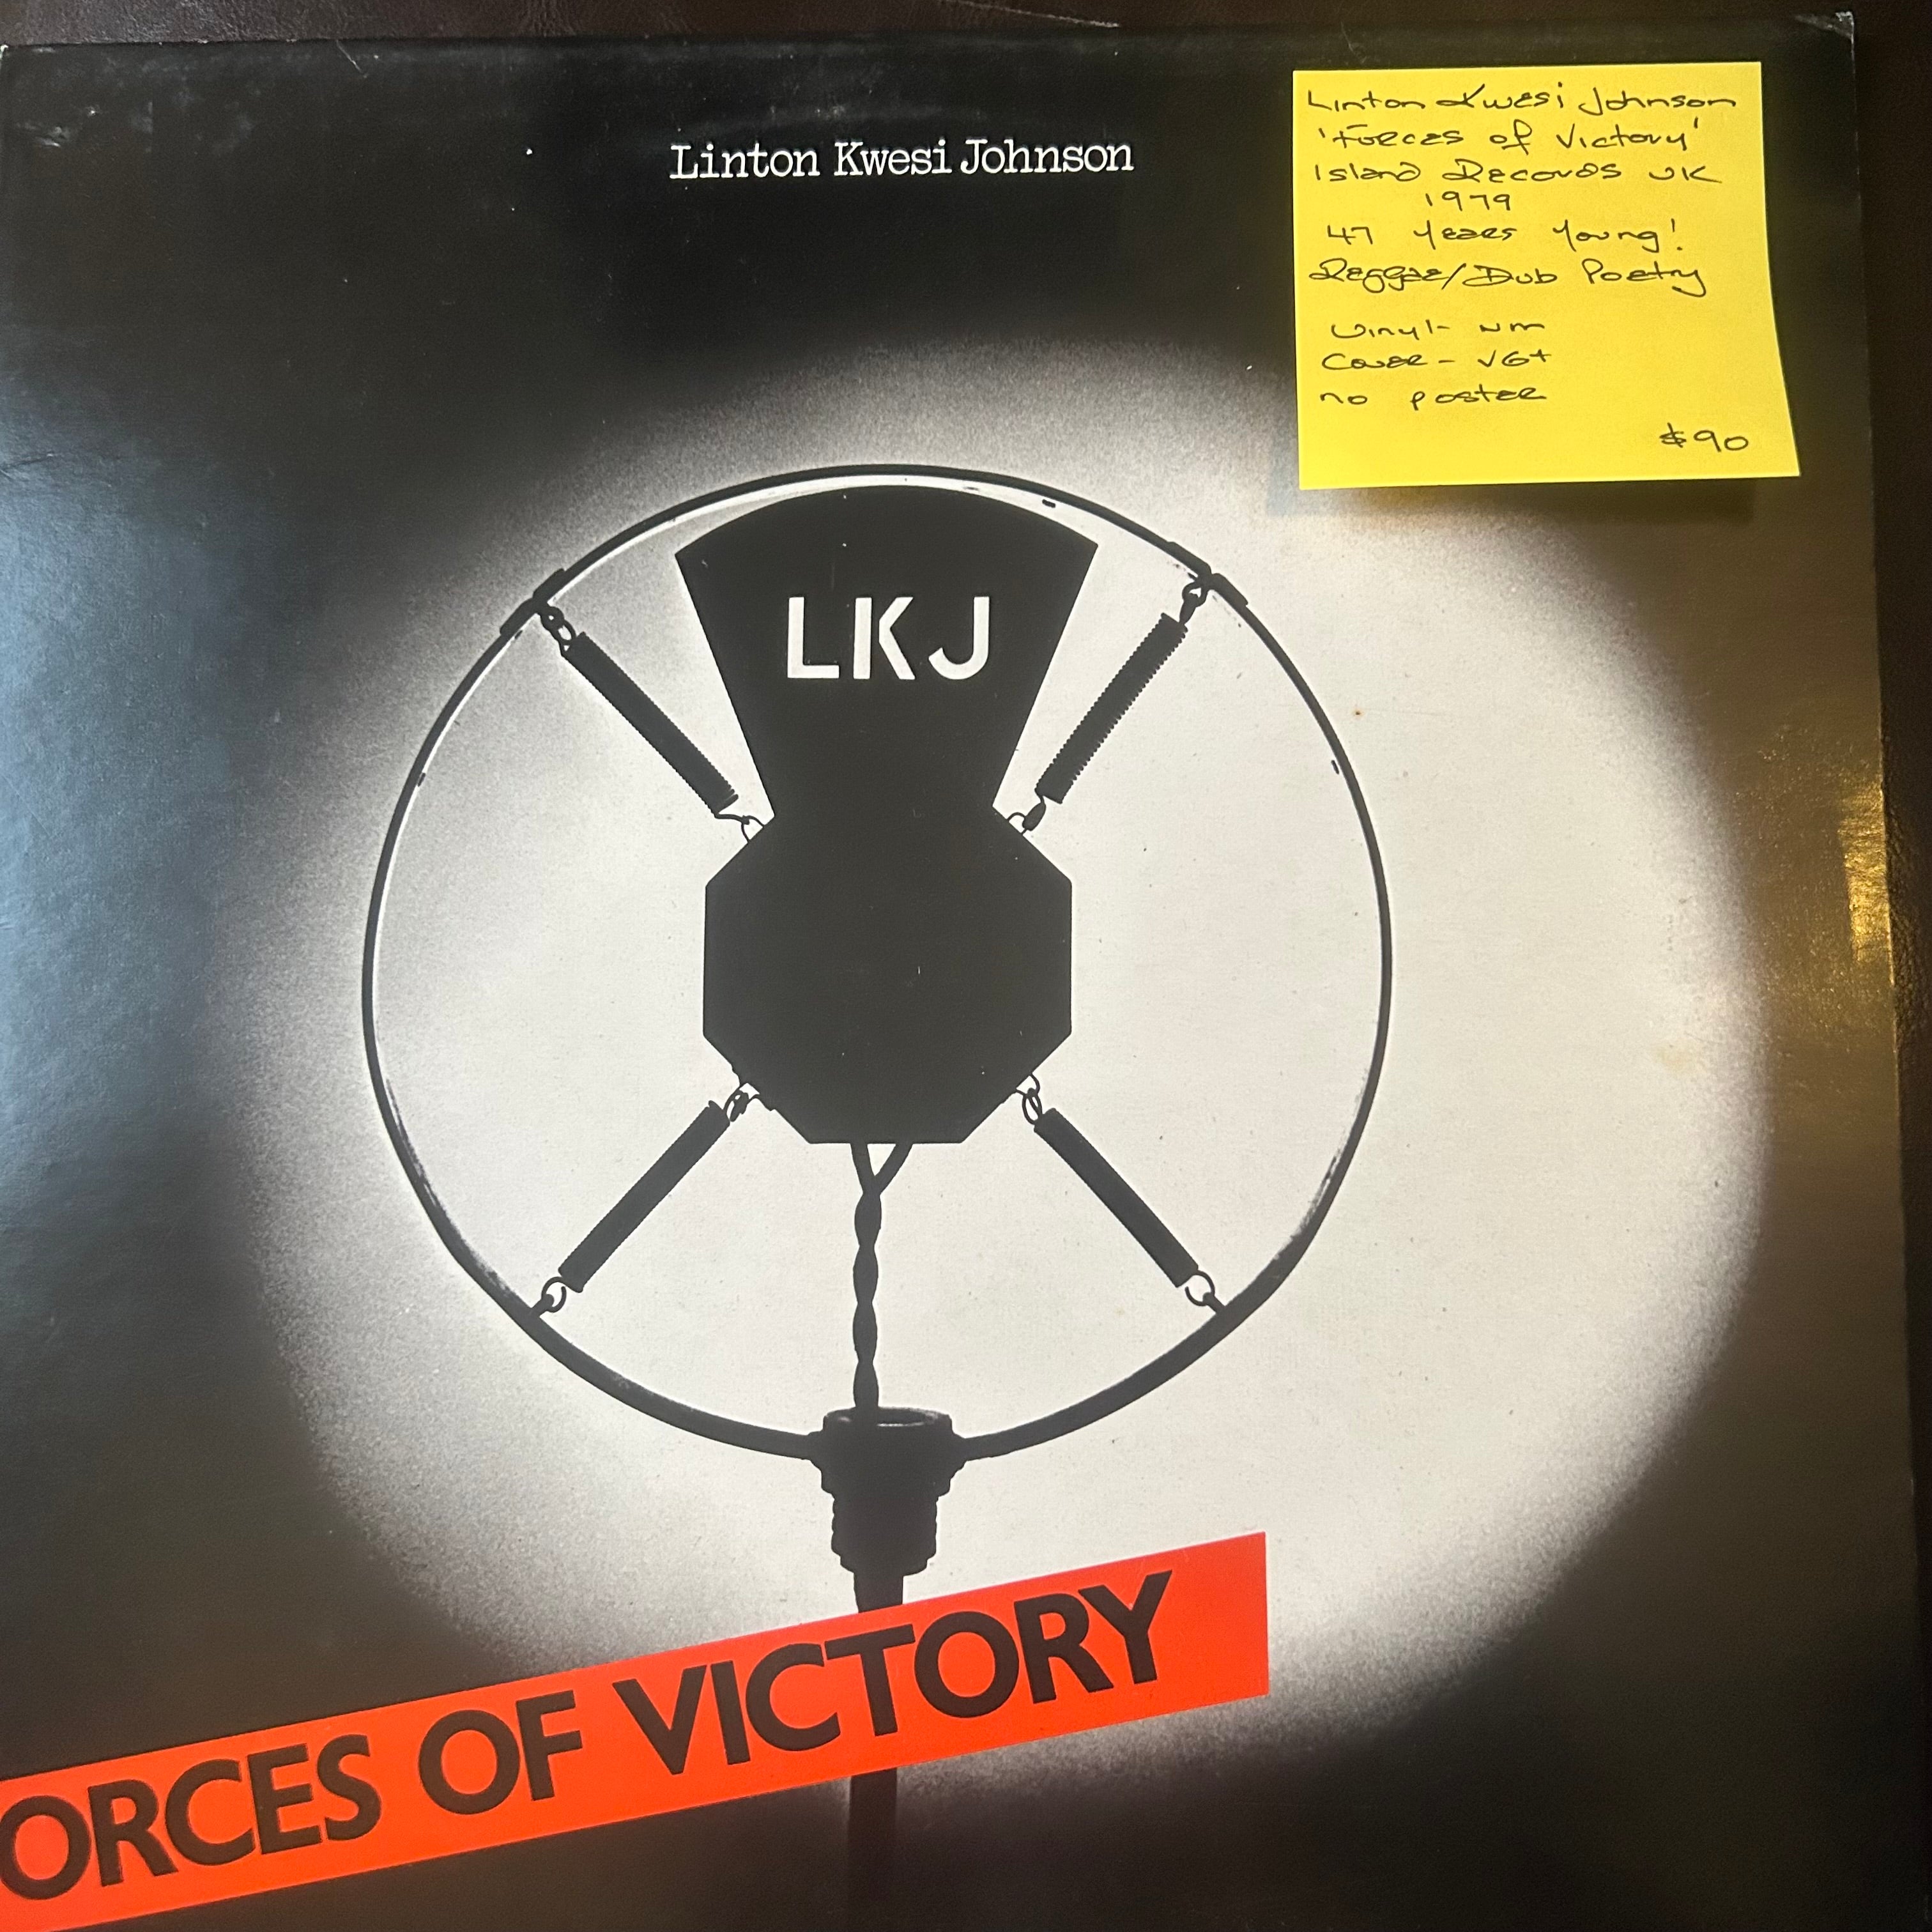 Linton Kwesi Johnson
Linton Kwesi Johnson
'Forces of Victory'
Island Records UK
1979
47 years young!
Reggae/Dub Poetry
Vinyl- NM
Cover - VG+
no poster
$90
LKJ
ORCES OF VICTORY